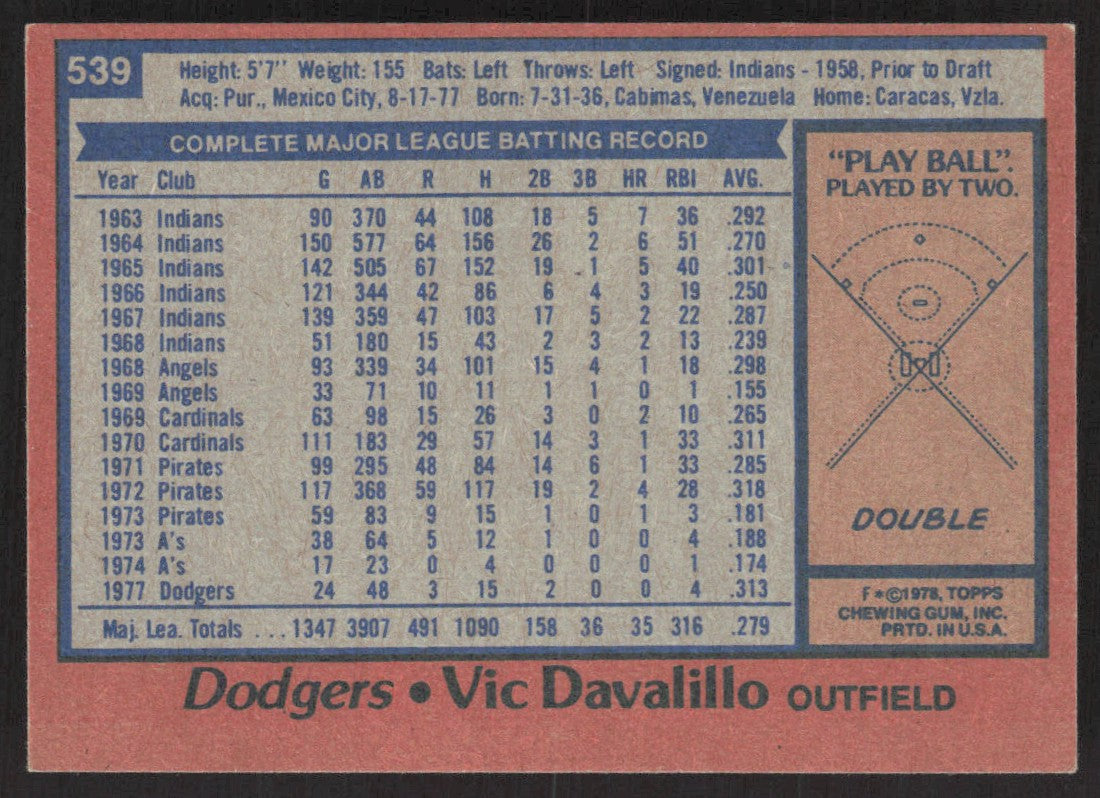 539
Height: 5'7" Weight: 155 Bats: Left Throws: Left Signed: Indians - 1958, Prior to Draft
Acq: Pur., Mexico City, 8-17-77 Born: 7-31-36, Cabimas, Venezuela Home: Caracas, Vzla.
COMPLETE MAJOR LEAGUE BATTING RECORD
Year Club G AB R H 2B 3B HR RBI AVG.
1963 Indians 90 370 44 108 18 5 7 36 .292
1964 Indians 150 577 64 156 26 2 6 51 .270
1965 Indians 142 505 67 152 19 1 5 40 .301
1966 Indians 121 344 42 86 6 4 3 19 .250
1967 Indians 139 359 47 103 17 5 2 22 .287
1968 Indians 51 180 15 43 2 3 2 13 .239
1968 Angels 93 339 34 101 15 4 1 18 .298
1969 Angels 33 71 10 11 1 1 0 1 .155
1969 Cardinals 63 98 15 26 3 0 2 10 .265
1970 Cardinals 111 183 29 57 14 3 1 33 .311
1971 Pirates 99 295 48 84 14 6 1 33 .285
1972 Pirates 117 368 59 117 19 2 4 28 .318
1973 Pirates 59 83 9 15 1 0 1 3 .181
1973 A's 38 64 5 12 1 0 0 4 .188
1974 A's 17 23 0 4 0 0 0 1 .174
1977 Dodgers 24 48 3 15 2 0 0 4 .313
Maj. Lea. Totals ... 1347 3907 491 1090 158 36 35 316 .279
"PLAY BALL".
PLAYED BY TWO.
DOUBLE
F*©1978, TOPPS
CHEWING GUM, INC.
PRTD. IN U.S.A.
Dodgers • Vic Davalillo OUTFIELD